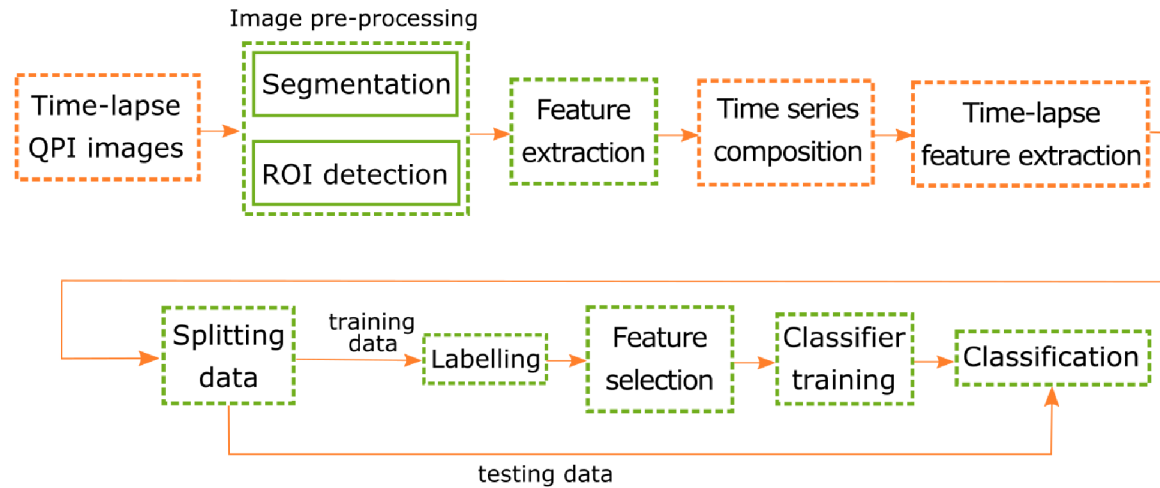 Image pre-processing
Time-lapse
QPI images
Segmentation
ROI detection
Feature
extraction
Time series
composition
Time-lapse
feature extraction
Splitting
data
training
data
Labelling
Feature
selection
Classifier
training
Classification
testing data